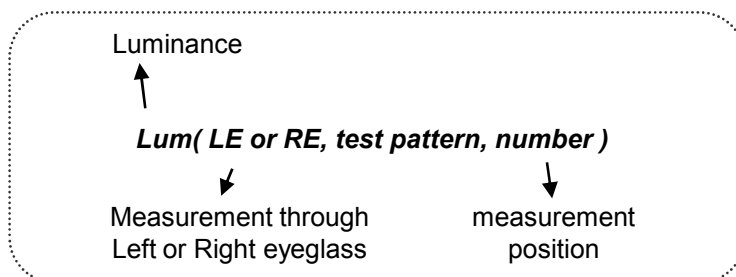 Luminance
Lum( LE or RE, test pattern, number )
Measurement through
Left or Right eyeglass
measurement
position